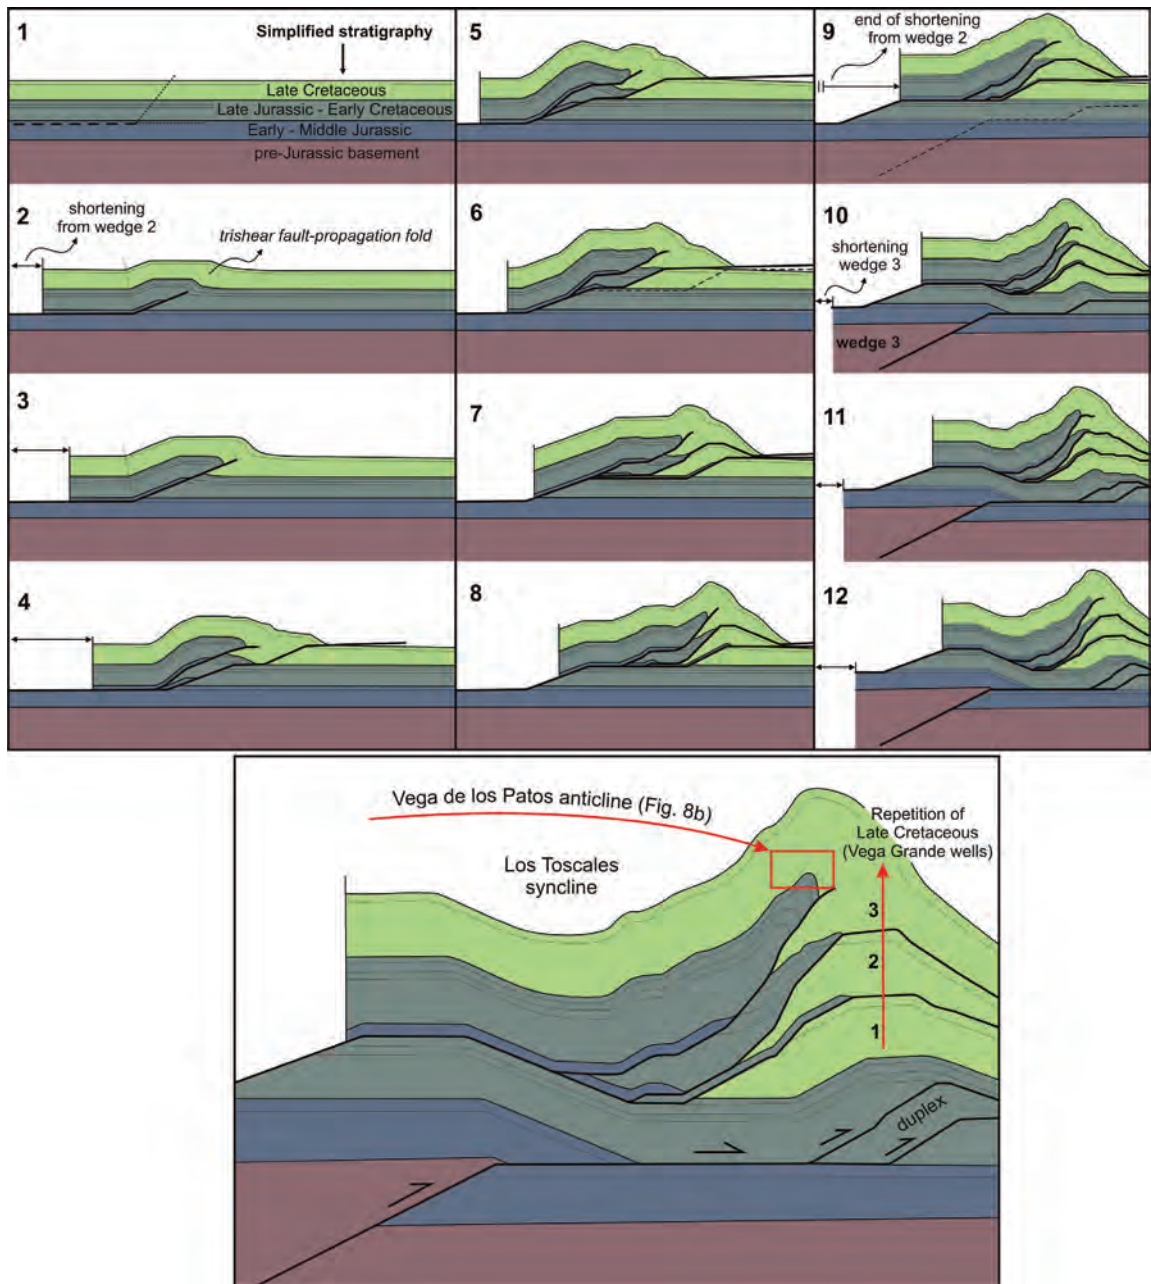 1
Simplified stratigraphy
Late Cretaceous
Late Jurassic - Early Cretaceous
Early - Middle Jurassic
pre-Jurassic basement
2
shortening
from wedge 2
trishear fault-propagation fold
3
4
5
6
7
8
9
end of shortening
from wedge 2
10
shortening
wedge 3
wedge 3
11
12
Vega de los Patos anticline (Fig. 8b)
Los Toscales
syncline
Repetition of
Late Cretaceous
(Vega Grande wells)
3
2
1
duplex